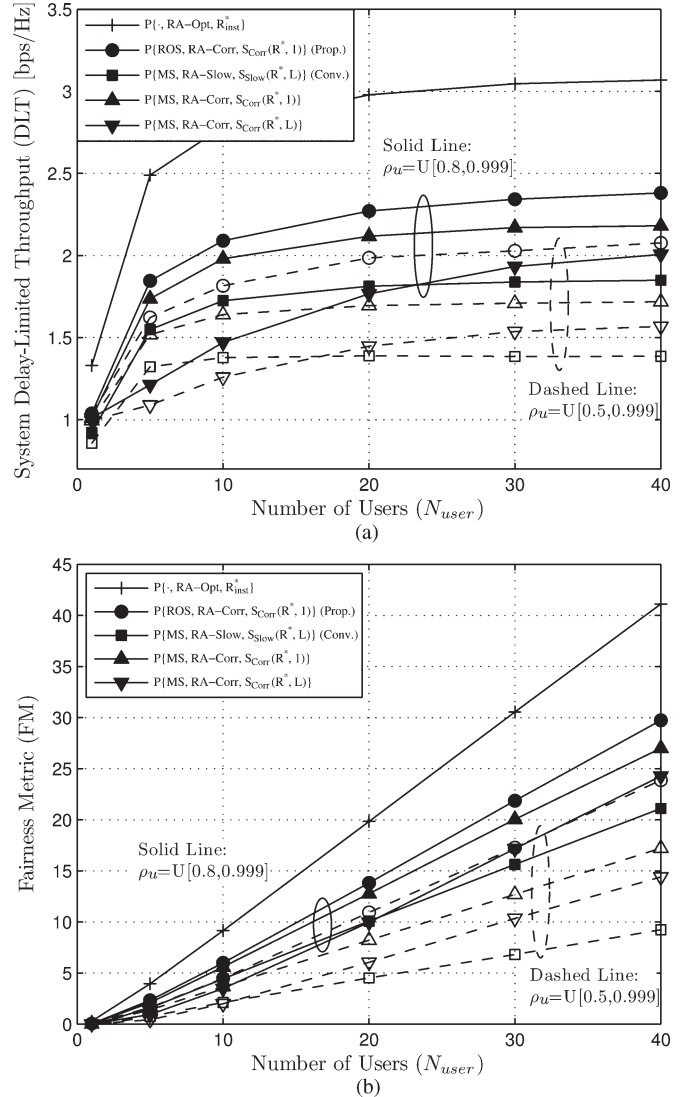 System Delay-Limited Throughput (DLT) [bps/Hz]
3.5
3
2.5
2
1.5
1
P{·, RA−Opt, R*inst}
P{ROS, RA−Corr, SCorr(R*, 1)} (Prop.)
P{MS, RA−Slow, SSlow(R*, L)} (Conv.)
P{MS, RA−Corr, SCorr(R*, 1)}
P{MS, RA−Corr, SCorr(R*, L)}
Solid Line:
ρu=U[0.8,0.999]
Dashed Line:
ρu=U[0.5,0.999]
0 10 20 30 40
Number of Users (Nuser)
(a)
Fairness Metric (FM)
45
40
35
30
25
20
15
10
5
0
P{·, RA−Opt, R*inst}
P{ROS, RA−Corr, SCorr(R*, 1)} (Prop.)
P{MS, RA−Slow, SSlow(R*, L)} (Conv.)
P{MS, RA−Corr, SCorr(R*, 1)}
P{MS, RA−Corr, SCorr(R*, L)}
Solid Line:
ρu=U[0.8,0.999]
Dashed Line:
ρu=U[0.5,0.999]
0 10 20 30 40
Number of Users (Nuser)
(b)